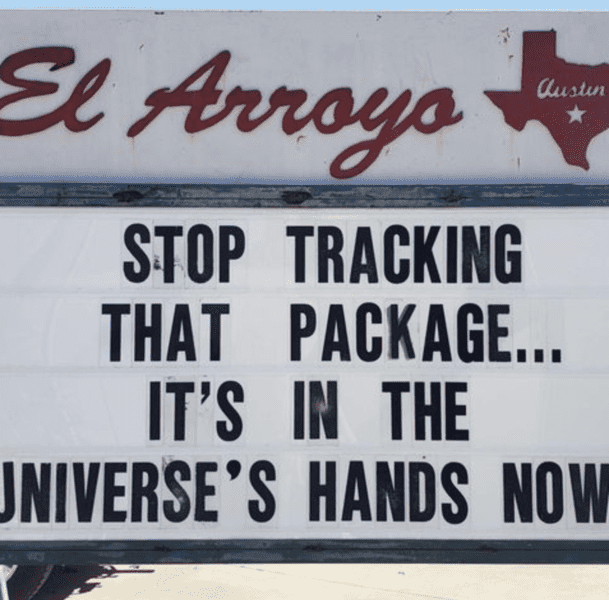 El Arroyo
Austin
STOP TRACKING
THAT PACKAGE...
IT'S IN THE
UNIVERSE'S HANDS NOW